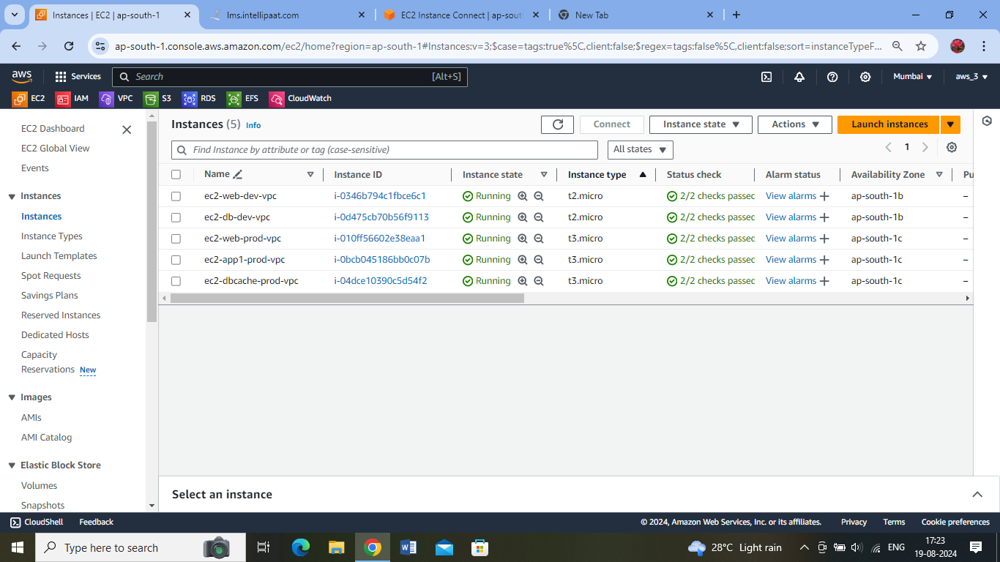 Instances | EC2 | ap-south-1
lms.intellipaat.com
EC2 Instance Connect | ap-sout
New Tab
ap-south-1.console.aws.amazon.com/ec2/home?region=ap-south-1#Instances:v=3;$case=tags:true%5C,client:false;$regex=tags:false%5C,client:false;sort=instanceTypeF...
aws Services Search [Alt+S] Mumbai aws_3
EC2 IAM VPC S3 RDS EFS CloudWatch
EC2 Dashboard
EC2 Global View
Events
Instances
Instances
Instance Types
Launch Templates
Spot Requests
Savings Plans
Reserved Instances
Dedicated Hosts
Capacity
Reservations New
Images
AMIs
AMI Catalog
Elastic Block Store
Volumes
Snapshots
Instances (5) Info Connect Instance state Actions Launch instances
Find Instance by attribute or tag (case-sensitive) All states 1
Name Instance ID Instance state Instance type Status check Alarm status Availability Zone Pu
ec2-web-dev-vpc i-0346b794c1fbce6c1 Running t2.micro 2/2 checks passed View alarms + ap-south-1b –
ec2-db-dev-vpc i-0d475cb70b56f9113 Running t2.micro 2/2 checks passed View alarms + ap-south-1b –
ec2-web-prod-vpc i-010ff56602e38eaa1 Running t3.micro 2/2 checks passed View alarms + ap-south-1c –
ec2-app1-prod-vpc i-0bcb045186bb0c07b Running t3.micro 2/2 checks passed View alarms + ap-south-1c –
ec2-dbcache-prod-vpc i-04dce10390c5d54f2 Running t3.micro 2/2 checks passed View alarms + ap-south-1c –
Select an instance
CloudShell Feedback © 2024, Amazon Web Services, Inc. or its affiliates. Privacy Terms Cookie preferences
Type here to search 28°C Light rain ENG 17:23
19-08-2024